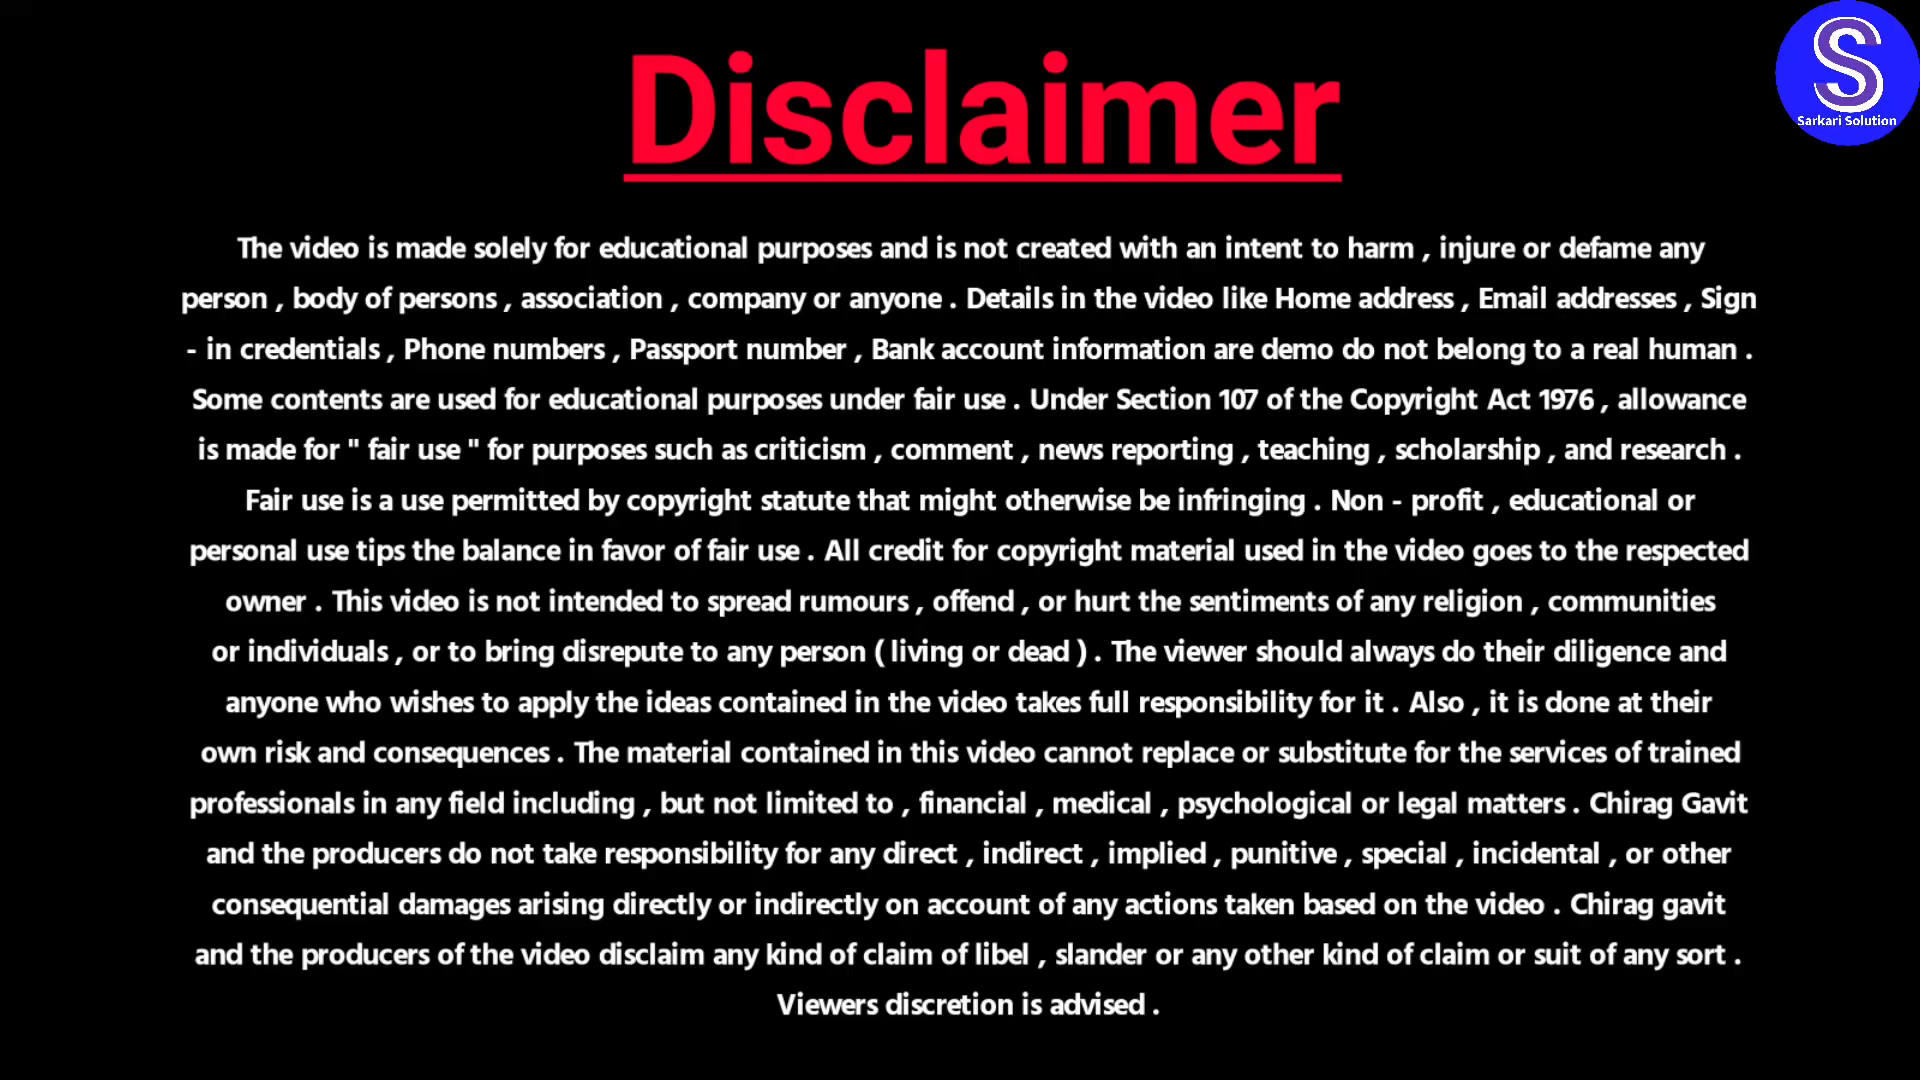 Disclaimer
S
Sarkari Solution
The video is made solely for educational purposes and is not created with an intent to harm , injure or defame any
person , body of persons , association , company or anyone . Details in the video like Home address , Email addresses , Sign
- in credentials , Phone numbers , Passport number , Bank account information are demo do not belong to a real human .
Some contents are used for educational purposes under fair use . Under Section 107 of the Copyright Act 1976 , allowance
is made for " fair use " for purposes such as criticism , comment , news reporting , teaching , scholarship , and research .
Fair use is a use permitted by copyright statute that might otherwise be infringing . Non - profit , educational or
personal use tips the balance in favor of fair use . All credit for copyright material used in the video goes to the respected
owner . This video is not intended to spread rumours , offend , or hurt the sentiments of any religion , communities
or individuals , or to bring disrepute to any person ( living or dead ) . The viewer should always do their diligence and
anyone who wishes to apply the ideas contained in the video takes full responsibility for it . Also , it is done at their
own risk and consequences . The material contained in this video cannot replace or substitute for the services of trained
professionals in any field including , but not limited to , financial , medical , psychological or legal matters . Chirag Gavit
and the producers do not take responsibility for any direct , indirect , implied , punitive , special , incidental , or other
consequential damages arising directly or indirectly on account of any actions taken based on the video . Chirag gavit
and the producers of the video disclaim any kind of claim of libel , slander or any other kind of claim or suit of any sort .
Viewers discretion is advised .